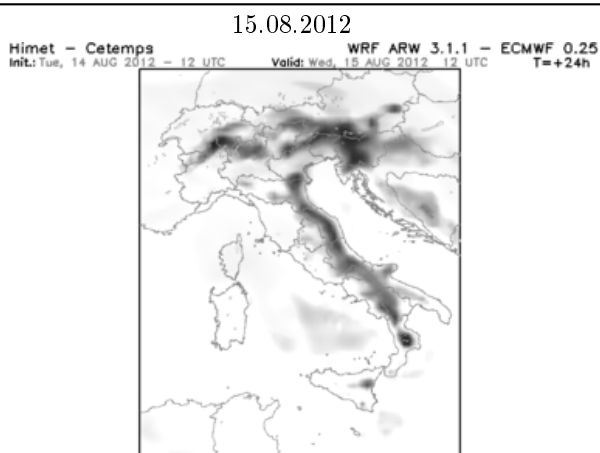 15.08.2012
Himet – Cetemps WRF ARW 3.1.1 – ECMWF 0.25
Init.: Tue, 14 AUG 2012 – 12 UTC Valid: Wed, 15 AUG 2012 12 UTC T=+24h